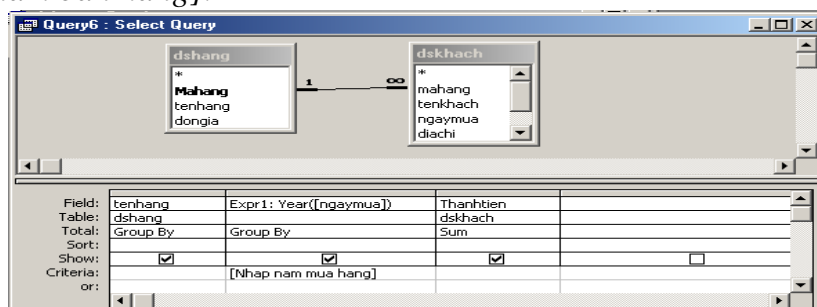 Query6 : Select Query
dshang
*
Mahang
tenhang
dongia
1 ∞
dskhach
*
mahang
tenkhach
ngaymua
diachi
Field: tenhang Expr1: Year([ngaymua]) Thanhtien
Table: dshang dskhach
Total: Group By Group By Sum
Sort:
Show:
Criteria: [Nhap nam mua hang]
or: